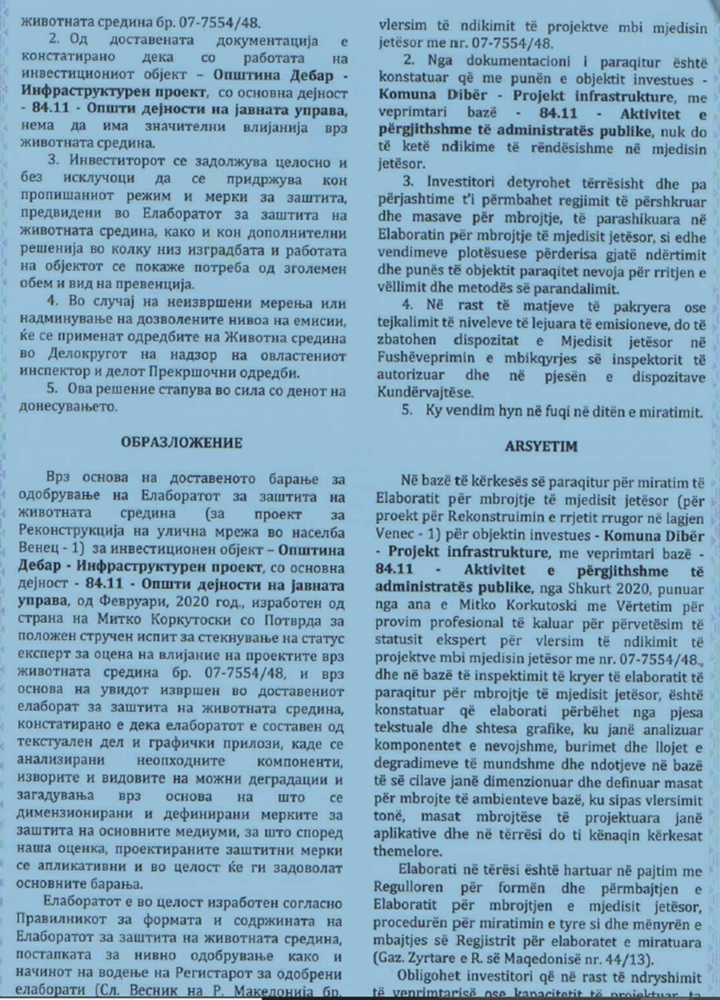 животната средина бр. 07-7554/48.
2. Од доставената документација е
констатирано дека со работата на
инвестициониот објект – Општина Дебар -
Инфраструктурен проект, со основна дејност
- 84.11 - Општи дејности на јавната управа,
нема да има значителни влијанија врз
животната средина.
3. Инвеститорот се задолжува целосно и
без исклучоци да се придржува кон
пропишаниот режим и мерки за заштита,
предвидени во Елаборатот за заштита на
животната средина, како и кон дополнителни
решенија во колку низ изградбата и работата
на објектот се покаже потреба од зголемен
обем и вид на превенција.
4. Во случај на неизвршени мерења или
надминување на дозволените нивоа на емисии,
ќе се применат одредбите на Животна средина
во Делокругот на надзор на овластениот
инспектор и делот Прекршочни одредби.
5. Ова решение стапува во сила со денот на
донесувањето.
ОБРАЗЛОЖЕНИЕ
Врз основа на доставеното барање за
одобрување на Елаборатот за заштита на
животната средина (за проект за
Реконструкција на улична мрежа во населба
Венец - 1) за инвестиционен објект – Општина
Дебар - Инфраструктурен проект, со основна
дејност - 84.11 - Општи дејности на јавната
управа, од Февруари, 2020 год., изработен од
страна на Митко Коркутоски со Потврда за
положен стручен испит за стекнување на статус
експерт за оцена на влијание на проектите врз
животната средина бр. 07-7554/48, и врз
основа на увидот извршен во доставениот
елаборат за заштита на животната средина,
констатирано е дека елаборатот е составен од
текстуален дел и графички прилози, каде се
анализирани неопходните компоненти,
изворите и видовите на можни деградации и
загадувања врз основа на што се
димензионирани и дефинирани мерките за
заштита на основните медиуми, за што според
наша оценка, проектираните заштитни мерки
се апликативни и во целост ќе ги задоволат
основните барања.
Елаборатот е во целост изработен согласно
Правилникот за формата и содржината на
Елаборатот за заштита на животната средина,
постапката за нивно одобрување како и
начинот на водење на Регистарот за одобрени
елаборати (Сл. Весник на Р. Македонија бр.
vlersim të ndikimit të projektve mbi mjedisin
jetësor me nr. 07-7554/48.
2. Nga dokumentacioni i paraqitur është
konstatuar që me punën e objektit investues -
Komuna Dibër - Projekt infrastrukture, me
veprimtari bazë - 84.11 - Aktivitet e
përgjithshme të administratës publike, nuk do
të ketë ndikime të rëndësishme në mjedisin
jetësor.
3. Investitori detyrohet tërrësisht dhe pa
përjashtime t'i përmbahet regjimit të përshkruar
dhe masave për mbrojtje, të parashikuara në
Elaboratin për mbrojtje të mjedisit jetësor, si edhe
vendimeve plotësuese përderisa gjatë ndërtimit
dhe punës të objektit paraqitet nevoja për rritjen e
vëllimit dhe metodës së parandalimit.
4. Në rast të matjeve të pakryera ose
tejkalimit të niveleve të lejuara të emisioneve, do të
zbatohen dispozitat e Mjedisit jetësor në
Fushëveprimin e mbikqyrjes së inspektorit të
autorizuar dhe në pjesën e dispozitave
Kundërvajtëse.
5. Ky vendim hyn në fuqi në ditën e miratimit.
ARSYETIM
Në bazë të kërkesës së paraqitur për miratim të
Elaboratit për mbrojtje të mjedisit jetësor (për
proekt për Rekonstruimin e rrjetit rrugor në lagjen
Venec - 1) për objektin investues - Komuna Dibër
- Projekt infrastrukture, me veprimtari bazë -
84.11 - Aktivitet e përgjithshme të
administratës publike, nga Shkurt 2020, punuar
nga ana e Mitko Korkutoski me Vërtetim për
provim profesional të kaluar për përvetësim të
statusit ekspert për vlersim të ndikimit të
projektve mbi mjedisin jetësor me nr. 07-7554/48.,
dhe në bazë të inspektimit të kryer të elaboratit të
paraqitur për mbrojtje të mjedisit jetësor, është
konstatuar që elaborati përbëhet nga pjesa
tekstuale dhe shtesa grafike, ku janë analizuar
komponentet e nevojshme, burimet dhe llojet e
degradimeve të mundshme dhe ndotjeve në bazë
të së cilave janë dimenzionuar dhe definuar masat
për mbrojte të ambienteve bazë, ku sipas vlersimit
tonë, masat mbrojtëse të projektuara janë
aplikative dhe në tërrësi do ti kënaqin kërkesat
themelore.
Elaborati në tërësi është hartuar në pajtim me
Regulloren për formën dhe përmbajtjen e
Elaboratit për mbrojtjen e mjedisit jetësor,
procedurën për miratimin e tyre si dhe mënyrën e
mbajtjes së Regjistrit për elaboratet e miratuara
(Gaz. Zyrtare e R. së Maqedonisë nr. 44/13).
Obligohet investitori që në rast të ndryshimit
të veprimtarisë ose kapacitetit të projektuar, ta